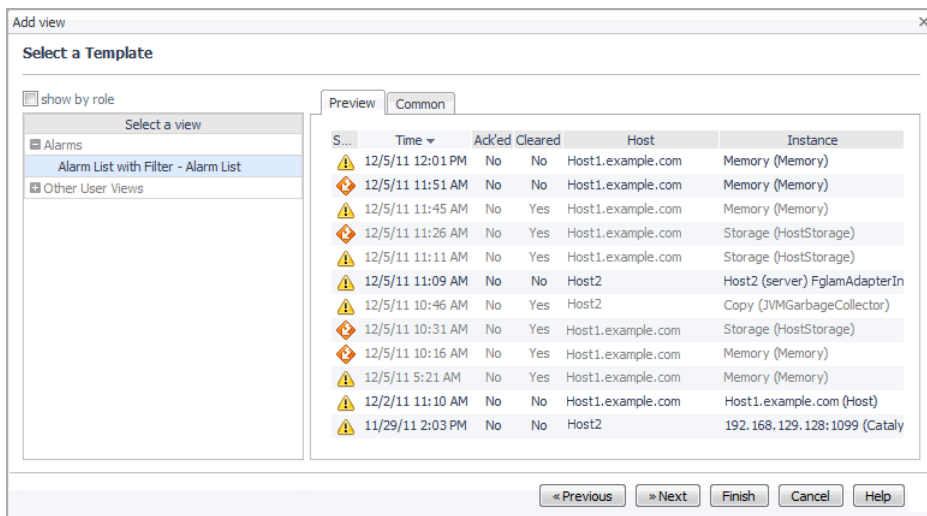 Add view
Select a Template
show by role
Select a view
Alarms
Alarm List with Filter - Alarm List
Other User Views
Preview Common
S... Time Ack'ed Cleared Host Instance
12/5/11 12:01 PM No No Host1.example.com Memory (Memory)
12/5/11 11:51 AM No No Host1.example.com Memory (Memory)
12/5/11 11:45 AM No Yes Host1.example.com Memory (Memory)
12/5/11 11:26 AM No Yes Host1.example.com Storage (HostStorage)
12/5/11 11:11 AM No Yes Host1.example.com Storage (HostStorage)
12/5/11 11:09 AM No No Host2 Host2 (server) FglamAdapterIn
12/5/11 10:46 AM No Yes Host2 Copy (JVMGarbageCollector)
12/5/11 10:31 AM No Yes Host1.example.com Storage (HostStorage)
12/5/11 10:16 AM No Yes Host1.example.com Memory (Memory)
12/5/11 5:21 AM No Yes Host1.example.com Memory (Memory)
12/2/11 11:10 AM No No Host1.example.com Host1.example.com (Host)
11/29/11 2:03 PM No No Host2 192.168.129.128:1099 (Cataly
«Previous »Next Finish Cancel Help